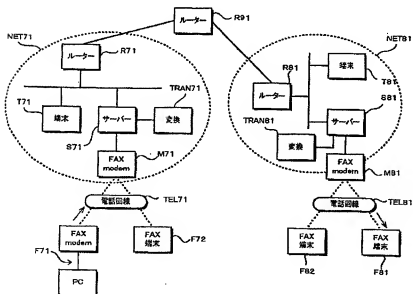 ルーター
R91
NET71
NET81
ルーター
R71
端末
T81
R81
ルーター
TRAN71
T71
端末
サーバー
変換
サーバー
S81
S71
TRAN81
変換
FAX
modem
M71
FAX
modem
M81
電話回線
TEL71
電話回線
TEL81
F71
FAX
modem
FAX
端末
F72
FAX
端末
F82
FAX
端末
F81
PC